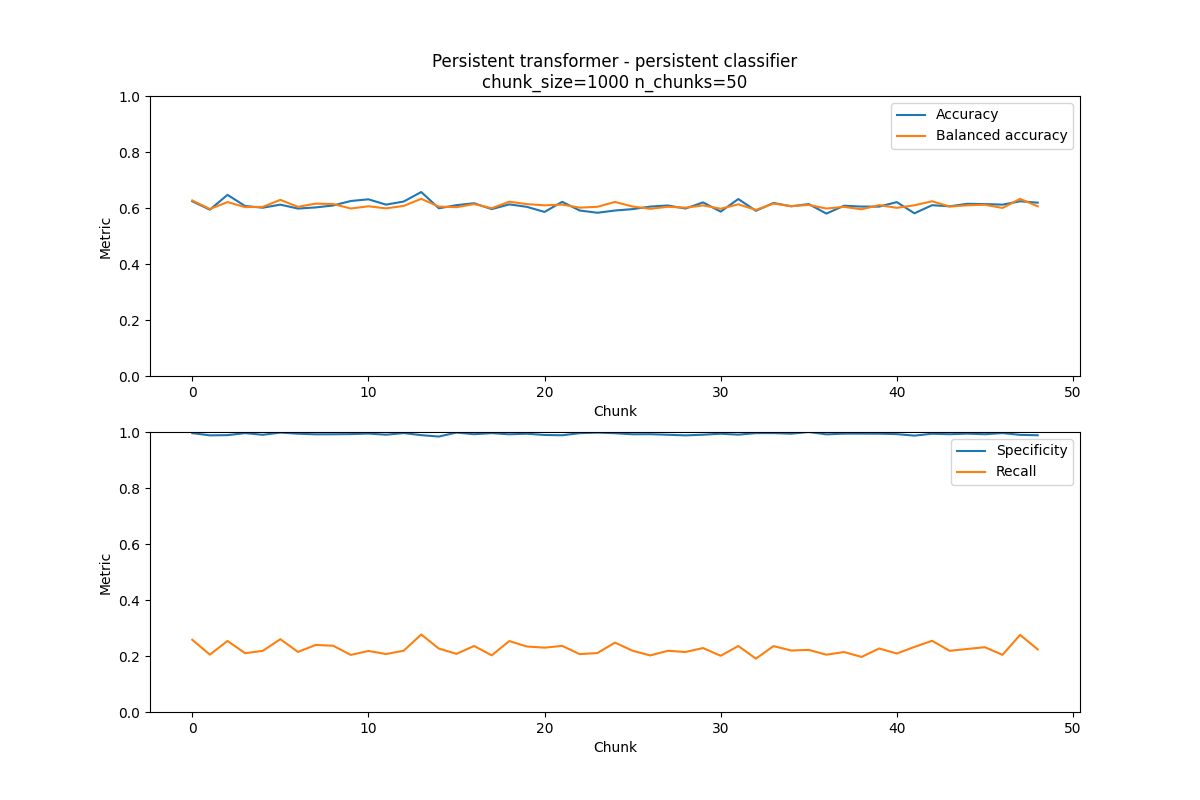 Persistent transformer - persistent classifier
chunk_size=1000 n_chunks=50
1.0
0.8
0.6
0.4
0.2
0.0
Metric
Accuracy
Balanced accuracy
0 10 20 30 40 50
Chunk
1.0
0.8
0.6
0.4
0.2
0.0
Metric
Specificity
Recall
0 10 20 30 40 50
Chunk